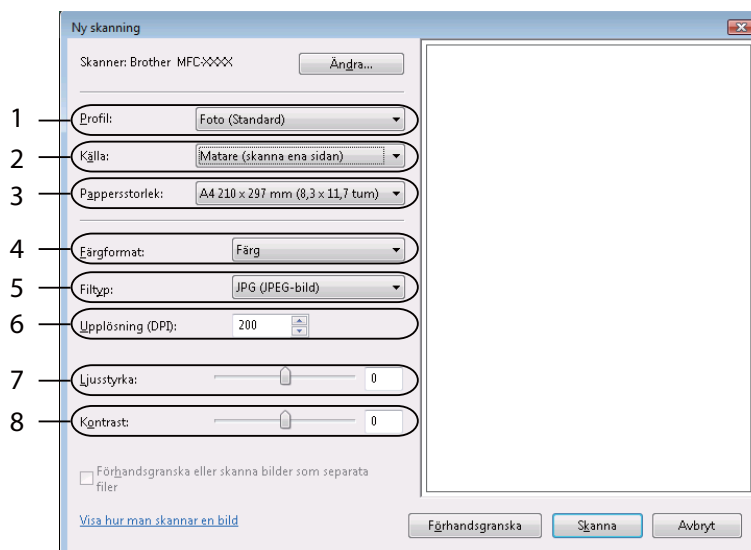 Ny skanning
Skanner: Brother MFC-XXXX
Ändra...
1 Profil: Foto (Standard)
2 Källa: Matare (skanna ena sidan)
3 Pappersstorlek: A4 210 x 297 mm (8,3 x 11,7 tum)
4 Färgformat: Färg
5 Filtyp: JPG (JPEG-bild)
6 Upplösning (DPI): 200
7 Ljusstyrka: 0
8 Kontrast: 0
Förhandsgranska eller skanna bilder som separata
filer
Visa hur man skannar en bild
Förhandsgranska Skanna Avbryt